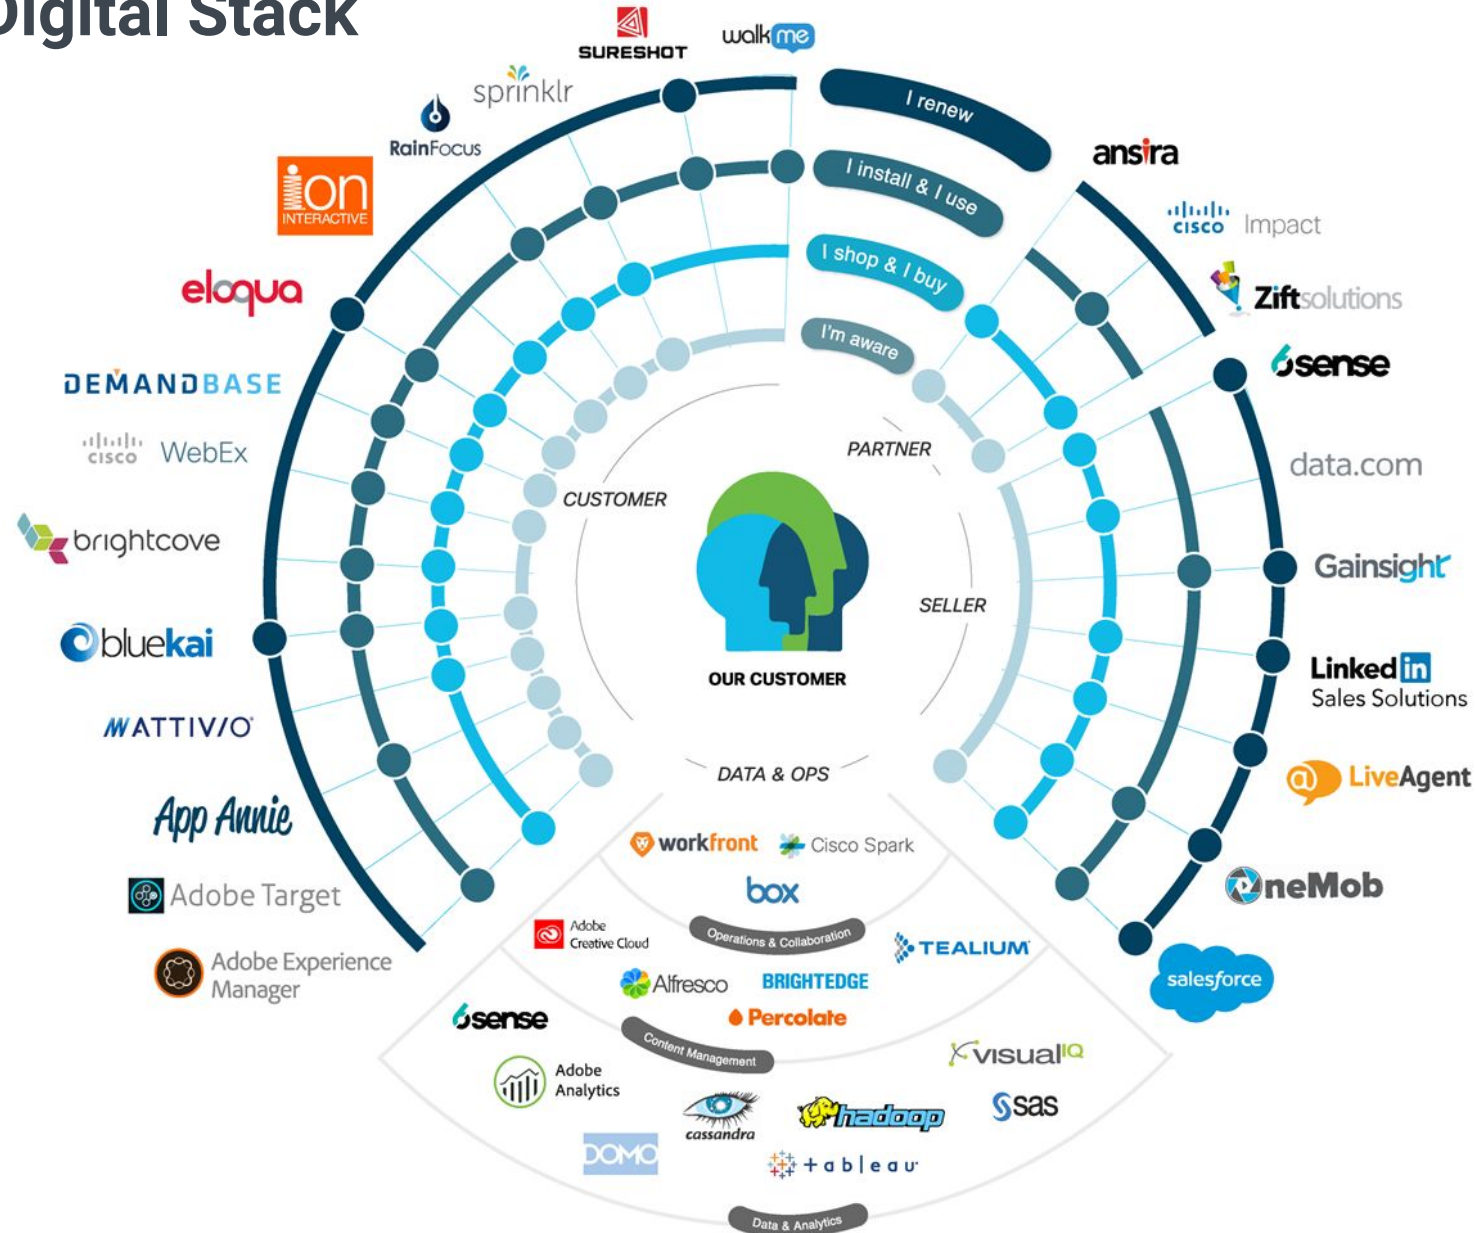 Digital Stack
SURESHOT
walkme
sprinklr
RainFocus
ion
INTERACTIVE
eloqua
DEMANDBASE
cisco WebEx
brightcove
bluekai
ATTIVIO
App Annie
Adobe Target
Adobe Experience
Manager
I renew
I install & I use
I shop & I buy
I'm aware
ansira
cisco Impact
Ziftsolutions
6sense
data.com
Gainsight
Linked in
Sales Solutions
@ LiveAgent
OneMob
salesforce
CUSTOMER
PARTNER
SELLER
OUR CUSTOMER
DATA & OPS
workfront
Cisco Spark
box
Operations & Collaboration
Adobe
Creative Cloud
TEALIUM
Alfresco
BRIGHTEDGE
Percolate
Content Management
6sense
VISUALIQ
Adobe
Analytics
cassandra
hadoop
sas
DOMO
+ableau
Data & Analytics